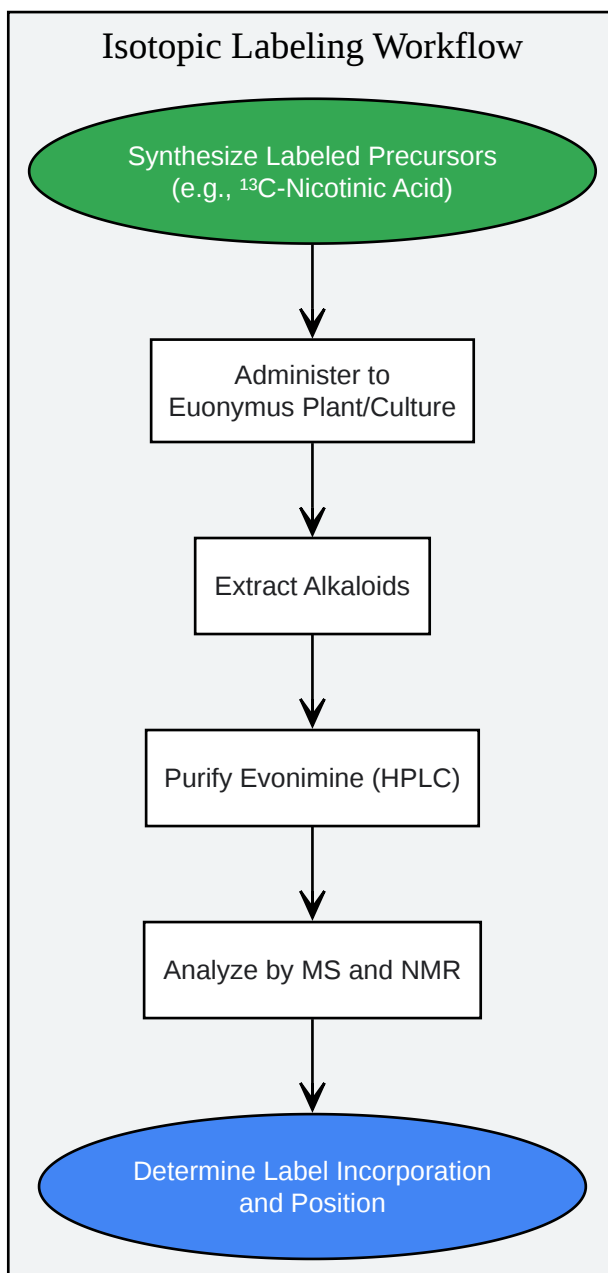 Isotopic Labeling Workflow
Synthesize Labeled Precursors
(e.g., ¹³C-Nicotinic Acid)
Administer to
Euonymus Plant/Culture
Extract Alkaloids
Purify Evonimine (HPLC)
Analyze by MS and NMR
Determine Label Incorporation
and Position